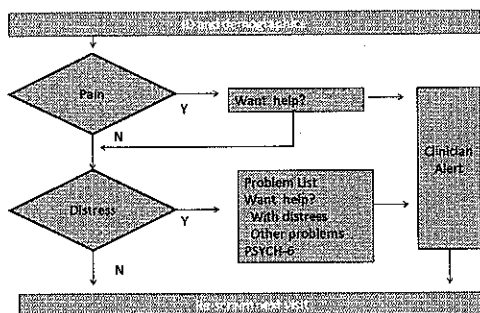 Pain
Y
Want help?
N
Clinician
Alert
Distress
Y
Problem List
Want help?
With distress
Other problems
PSYCH-6
N